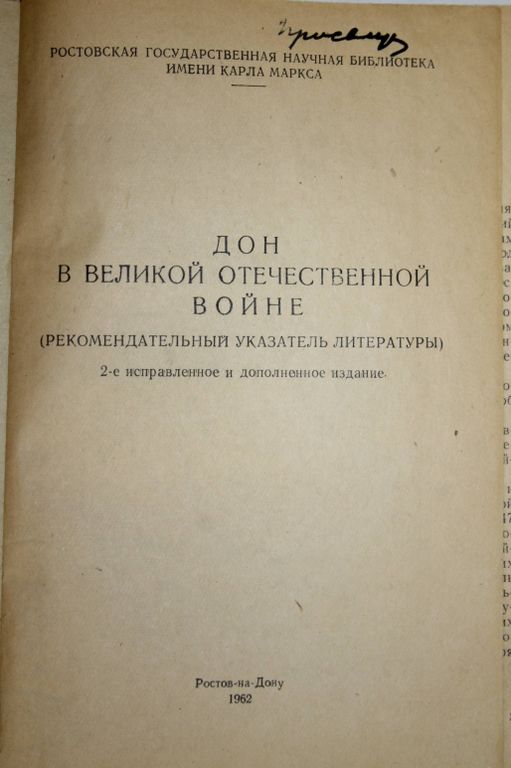 РОСТОВСКАЯ ГОСУДАРСТВЕННАЯ НАУЧНАЯ БИБЛИОТЕКА
ИМЕНИ КАРЛА МАРКСА
ДОН
В ВЕЛИКОЙ ОТЕЧЕСТВЕННОЙ
ВОЙНЕ
(РЕКОМЕНДАТЕЛЬНЫЙ УКАЗАТЕЛЬ ЛИТЕРАТУРЫ)
2-е исправленное и дополненное издание.
Ростов-на-Дону
1962